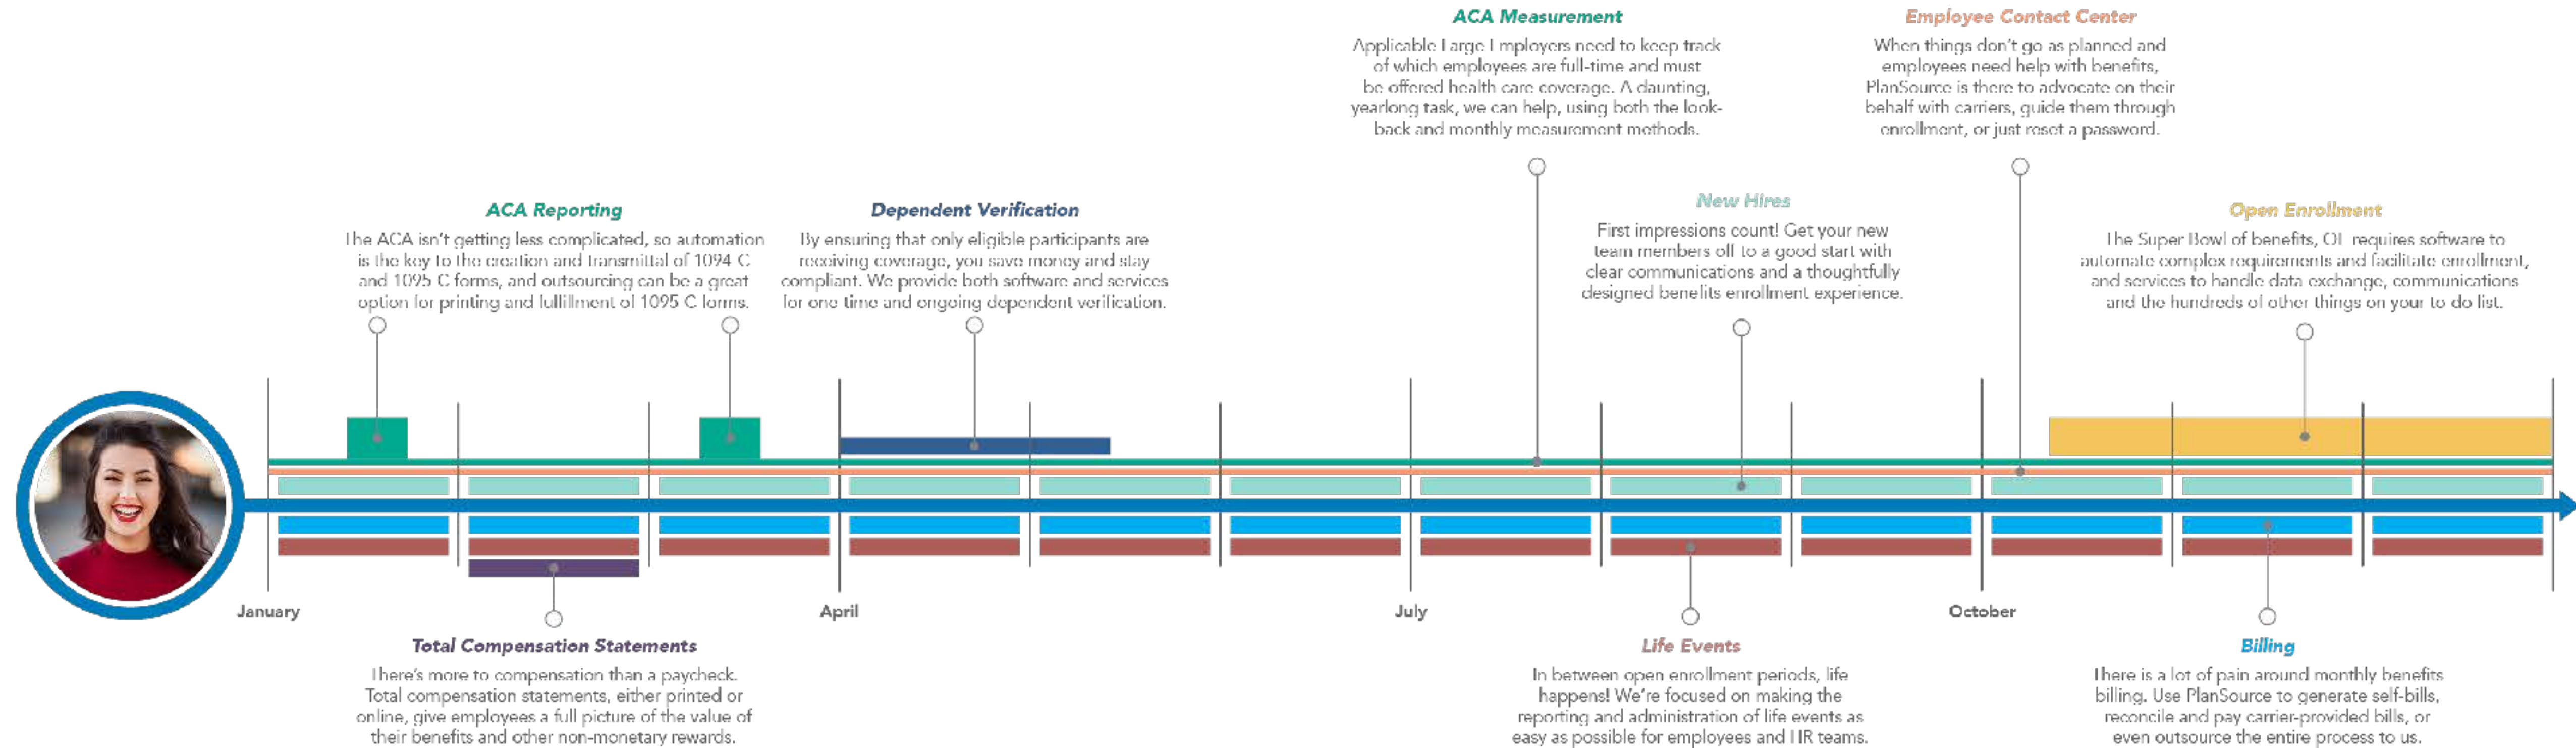 ACA Measurement
Applicable Large Employers need to keep track
of which employees are full-time and must
be offered health care coverage. A daunting,
yearlong task, we can help, using both the look-
back and monthly measurement methods.
Employee Contact Center
When things don't go as planned and
employees need help with benefits,
PlanSource is there to advocate on their
behalf with carriers, guide them through
enrollment, or just reset a password.
ACA Reporting
The ACA isn't getting less complicated, so automation
is the key to the creation and transmittal of 1094 C
and 1095 C forms, and outsourcing can be a great
option for printing and fulfillment of 1095 C forms.
Dependent Verification
By ensuring that only eligible participants are
receiving coverage, you save money and stay
compliant. We provide both software and services
for one time and ongoing dependent verification.
New Hires
First impressions count! Get your new
team members off to a good start with
clear communications and a thoughtfully
designed benefits enrollment experience.
Open Enrollment
The Super Bowl of benefits, OE requires software to
automate complex requirements and facilitate enrollment,
and services to handle data exchange, communications
and the hundreds of other things on your to do list.
January
April
July
October
Total Compensation Statements
There's more to compensation than a paycheck.
Total compensation statements, either printed or
online, give employees a full picture of the value of
their benefits and other non-monetary rewards.
Life Events
In between open enrollment periods, life
happens! We're focused on making the
reporting and administration of life events as
easy as possible for employees and HR teams.
Billing
There is a lot of pain around monthly benefits
billing. Use PlanSource to generate self-bills,
reconcile and pay carrier-provided bills, or
even outsource the entire process to us.